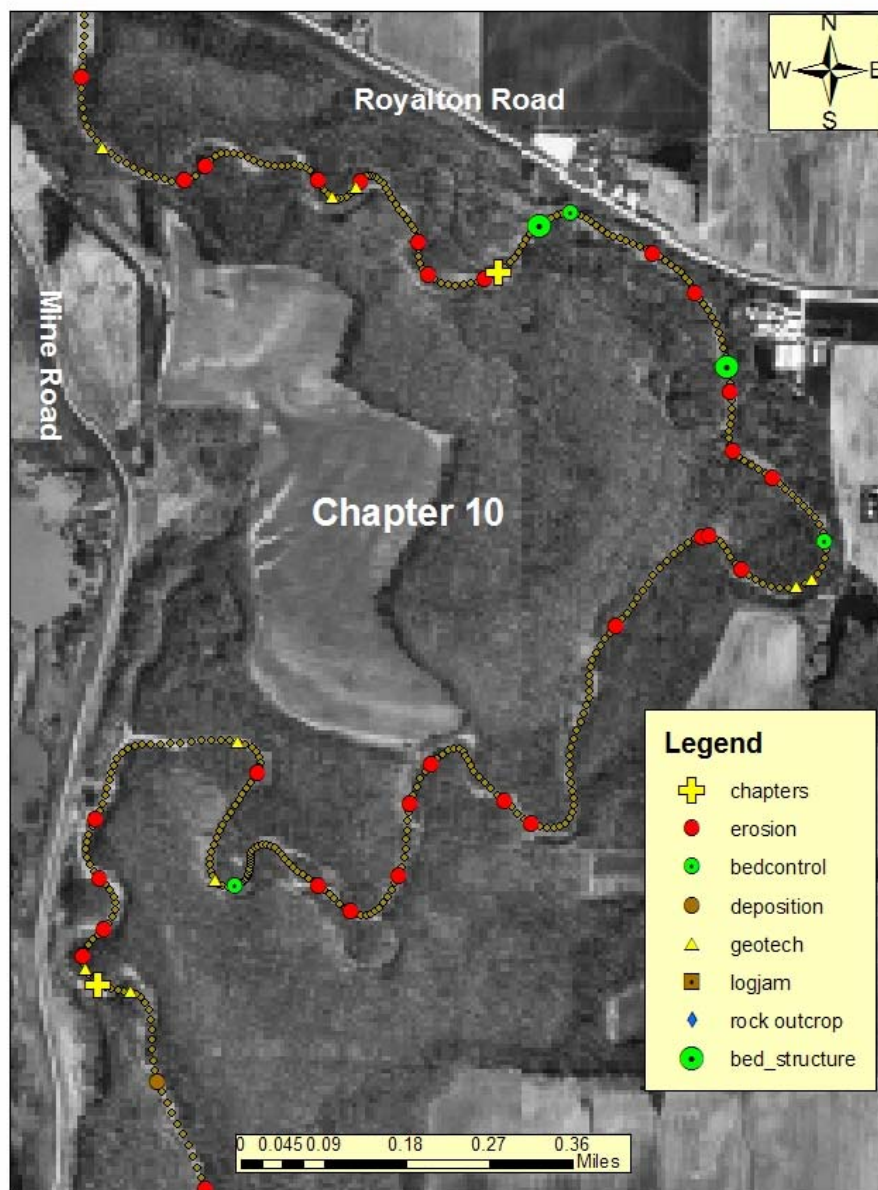 N
W E
S
Royalton Road
Mine Road
Chapter 10
Legend
chapters
erosion
bedcontrol
deposition
geotech
logjam
rock outcrop
bed_structure
0 0.045 0.09 0.18 0.27 0.36
Miles